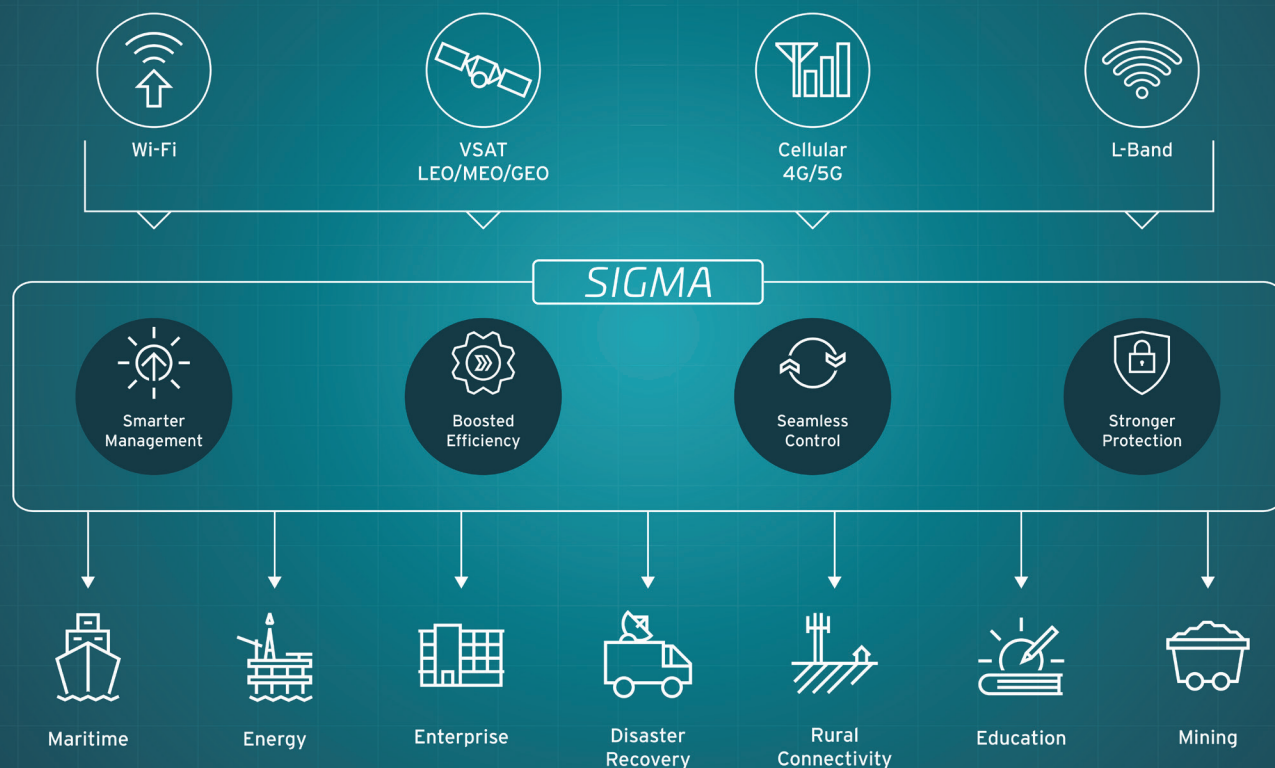 Wi-Fi
VSAT
LEO/MEO/GEO
Cellular
4G/5G
L-Band
SIGMA
Smarter
Management
Boosted
Efficiency
Seamless
Control
Stronger
Protection
Maritime
Energy
Enterprise
Disaster
Recovery
Rural
Connectivity
Education
Mining